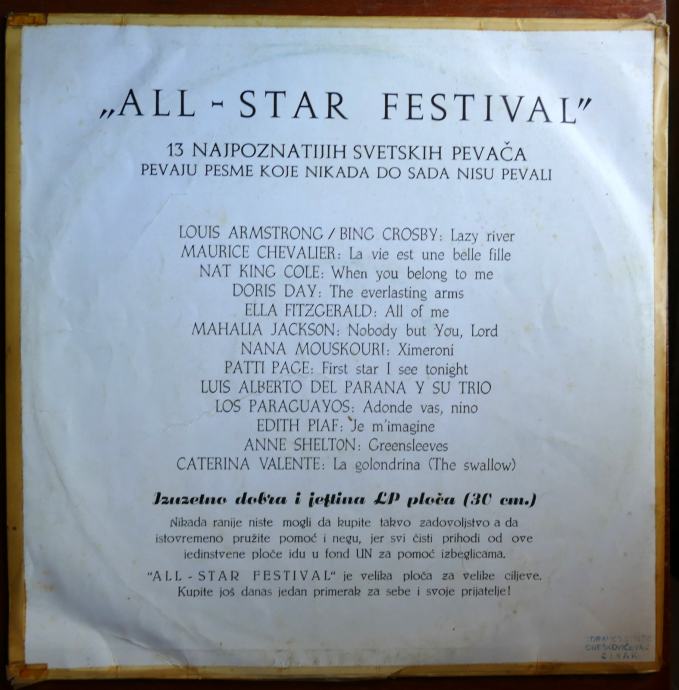 „ALL - STAR FESTIVAL”
13 NAJPOZNATIJIH SVETSKIH PEVAČA
PEVAJU PESME KOJE NIKADA DO SADA NISU PEVALI
LOUIS ARMSTRONG / BING CROSBY: Lazy river
MAURICE CHEVALIER: La vie est une belle fille
NAT KING COLE: When you belong to me
DORIS DAY: The everlasting arms
ELLA FITZGERALD: All of me
MAHALIA JACKSON: Nobody but You, Lord
NANA MOUSKOURI: Ximeroni
PATTI PAGE: First star I see tonight
LUIS ALBERTO DEL PARANA Y SU TRIO
LOS PARAGUAYOS: Adonde vas, nino
EDITH PIAF: Je m'imagine
ANNE SHELTON: Greensleeves
CATERINA VALENTE: La golondrina (The swallow)
Izuzetno dobra i jeftina LP ploča (30 cm.)
Nikada ranije niste mogli da kupite takvo zadovoljstvo a da
istovremeno pružite pomoć i negu, jer svi čisti prihodi od ove
jedinstvene ploče idu u fond UN za pomoć izbeglicama.
"ALL - STAR FESTIVAL" je velika ploča za velike ciljeve.
Kupite još danas jedan primerak za sebe i svoje prijatelje!